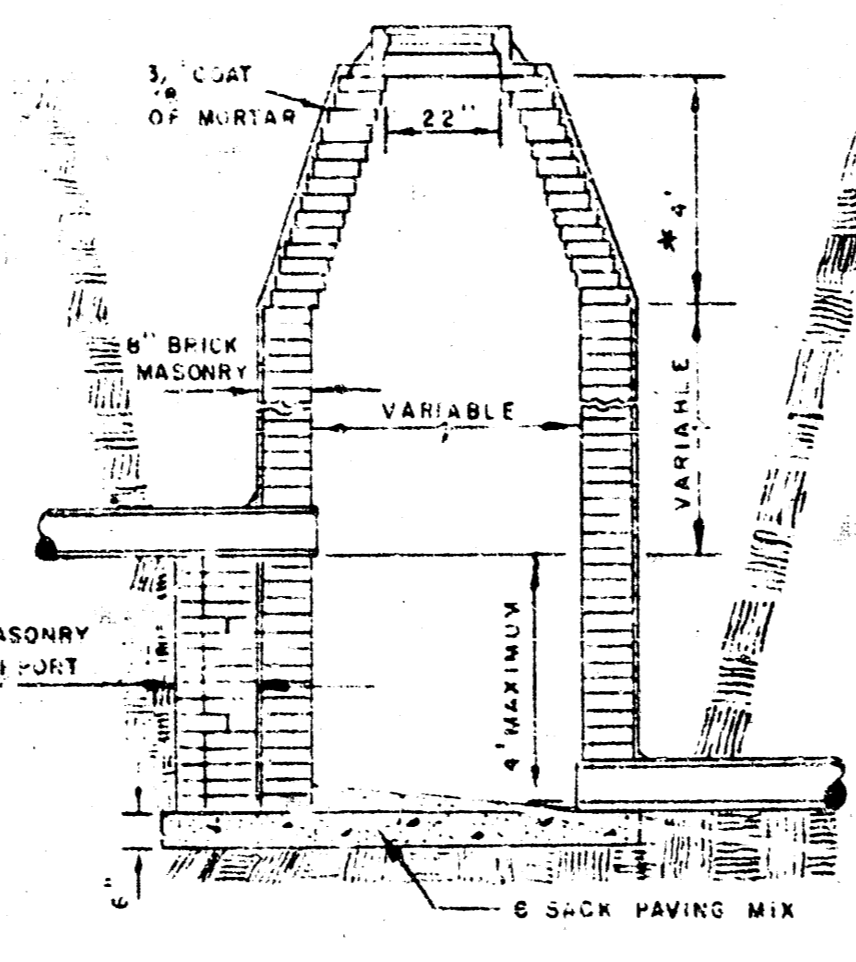 3/8" COAT
OF MORTAR
22"
* 4'
8" BRICK
MASONRY
VARIABLE
VARIABLE
ASONRY
PORT
4' MAXIMUM
6"
SACK PAVING MIX